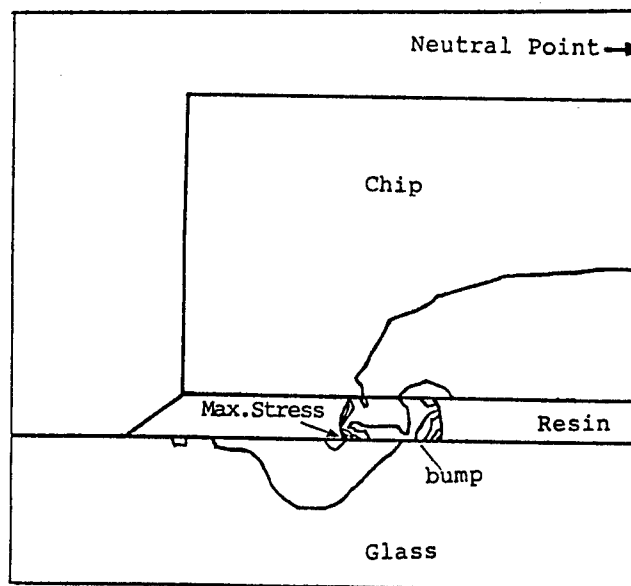 Neutral Point
Chip
Max.Stress
Resin
bump
Glass